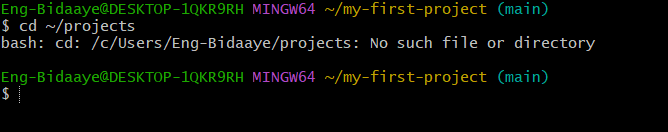 Eng-Bidaaye@DESKTOP-1QKR9RH MINGW64 ~/my-first-project (main)
$ cd ~/projects
bash: cd: /c/Users/Eng-Bidaaye/projects: No such file or directory
Eng-Bidaaye@DESKTOP-1QKR9RH MINGW64 ~/my-first-project (main)
$